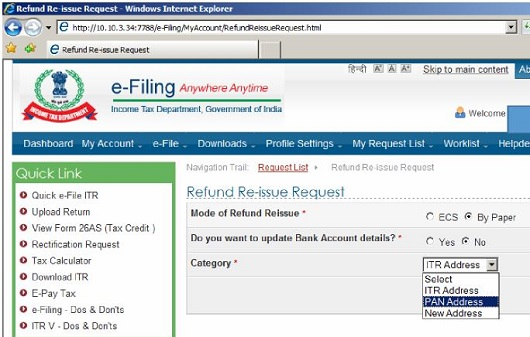 Refund Re-issue Request - Windows Internet Explorer
http://10.10.3.34:7788/e-Filing/MyAccount/RefundReissueRequest.html
Refund Re-issue Request
हिन्दी A A A Skip to main content Ab
e-Filing Anywhere Anytime
Income Tax Department, Government of India
INCOME TAX DEPARTMENT
Welcome
Dashboard My Account e-File Downloads Profile Settings My Request List Worklist Helpde
Quick Link
Quick e-File ITR
Upload Return
View Form 26AS (Tax Credit )
Rectification Request
Tax Calculator
Download ITR
E-Pay Tax
e-Filing - Dos & Don'ts
ITR V - Dos & Don'ts
Navigation Trail: Request List Refund Re-issue Request
Refund Re-issue Request
Mode of Refund Reissue * ECS By Paper
Do you want to update Bank Account details? * Yes No
Category * ITR Address
Select
ITR Address
PAN Address
New Address